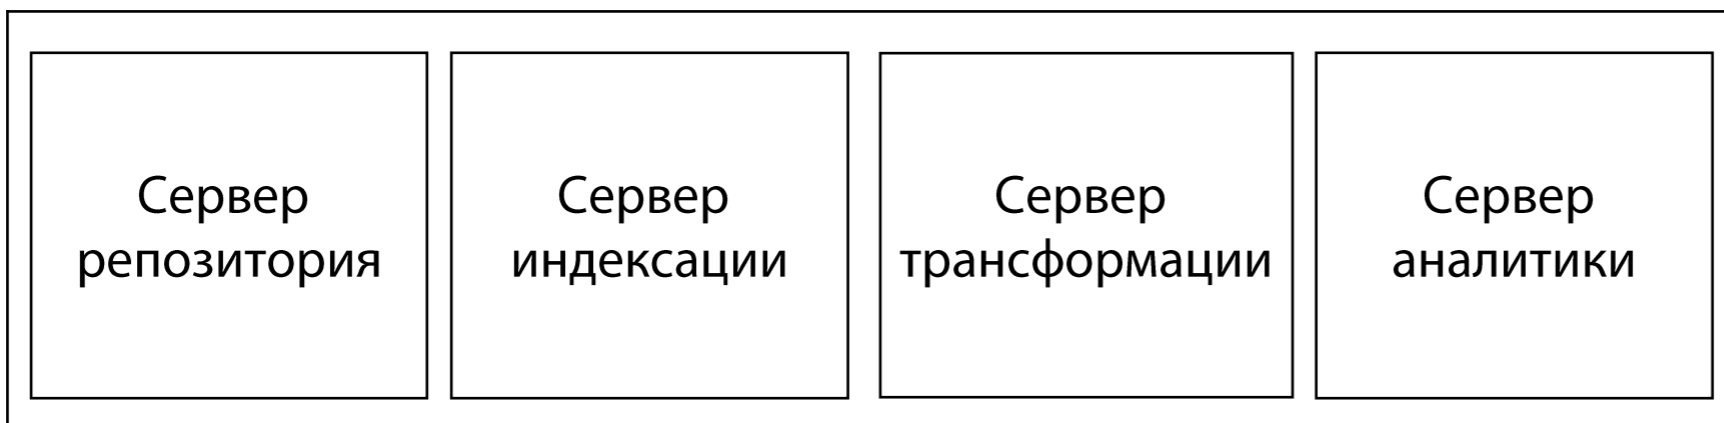 Сервер
репозитория
Сервер
индексации
Сервер
трансформации
Сервер
аналитики